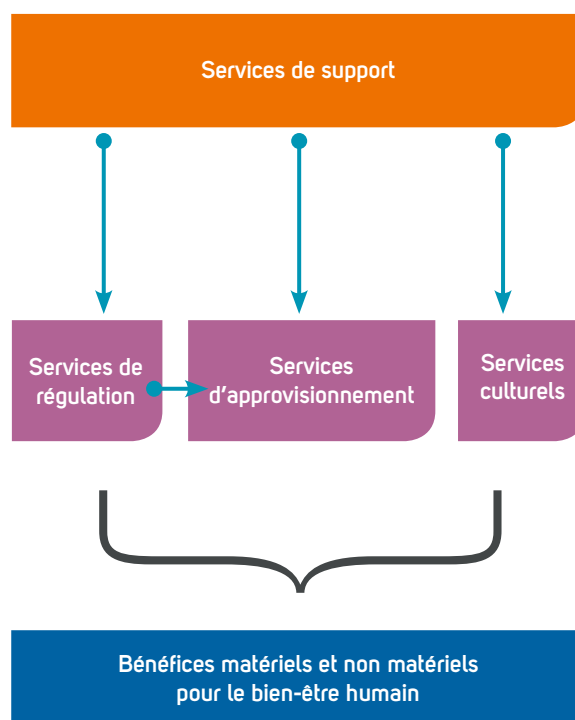 Services de support
Services de
régulation
Services
d'approvisionnement
Services
culturels
Bénéfices matériels et non matériels
pour le bien-être humain